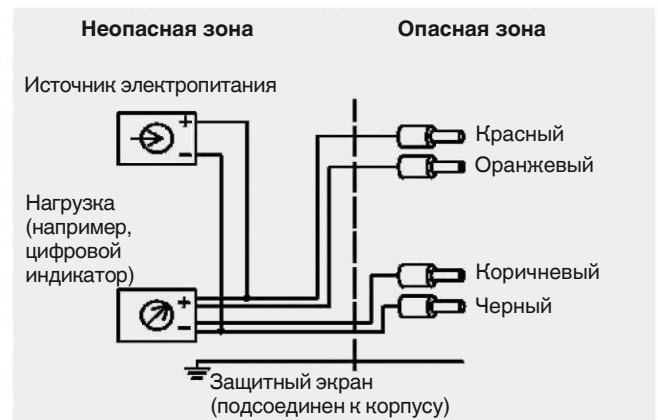 Неопасная зона
Опасная зона
Источник электропитания
+
−
Красный
Оранжевый
Нагрузка
(например,
цифровой
индикатор)
+
−
Коричневый
Черный
Защитный экран
(подсоединен к корпусу)